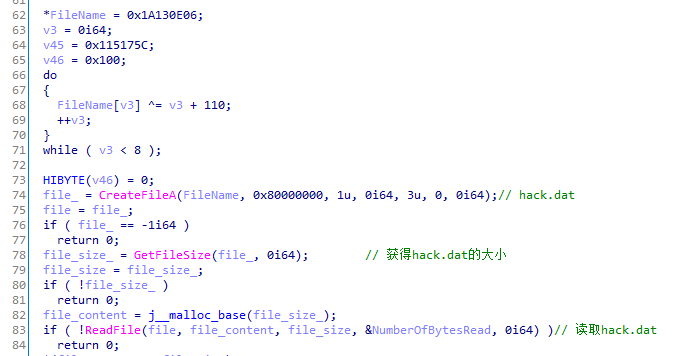 62 *FileName = 0x1A130E06;
63 v3 = 0i64;
64 v45 = 0x115175C;
65 v46 = 0x100;
66 do
67 {
68 FileName[v3] ^= v3 + 110;
69 ++v3;
70 }
71 while ( v3 < 8 );
72
73 HIBYTE(v46) = 0;
74 file_ = CreateFileA(FileName, 0x80000000, 1u, 0i64, 3u, 0, 0i64);// hack.dat
75 file = file_;
76 if ( file_ == -1i64 )
77 return 0;
78 file_size_ = GetFileSize(file_, 0i64); // 获得hack.dat的大小
79 file_size = file_size_;
80 if ( !file_size_ )
81 return 0;
82 file_content = j__malloc_base(file_size_);
83 if ( !ReadFile(file, file_content, file_size, &NumberOfBytesRead, 0i64) )// 读取hack.dat
84 return 0;